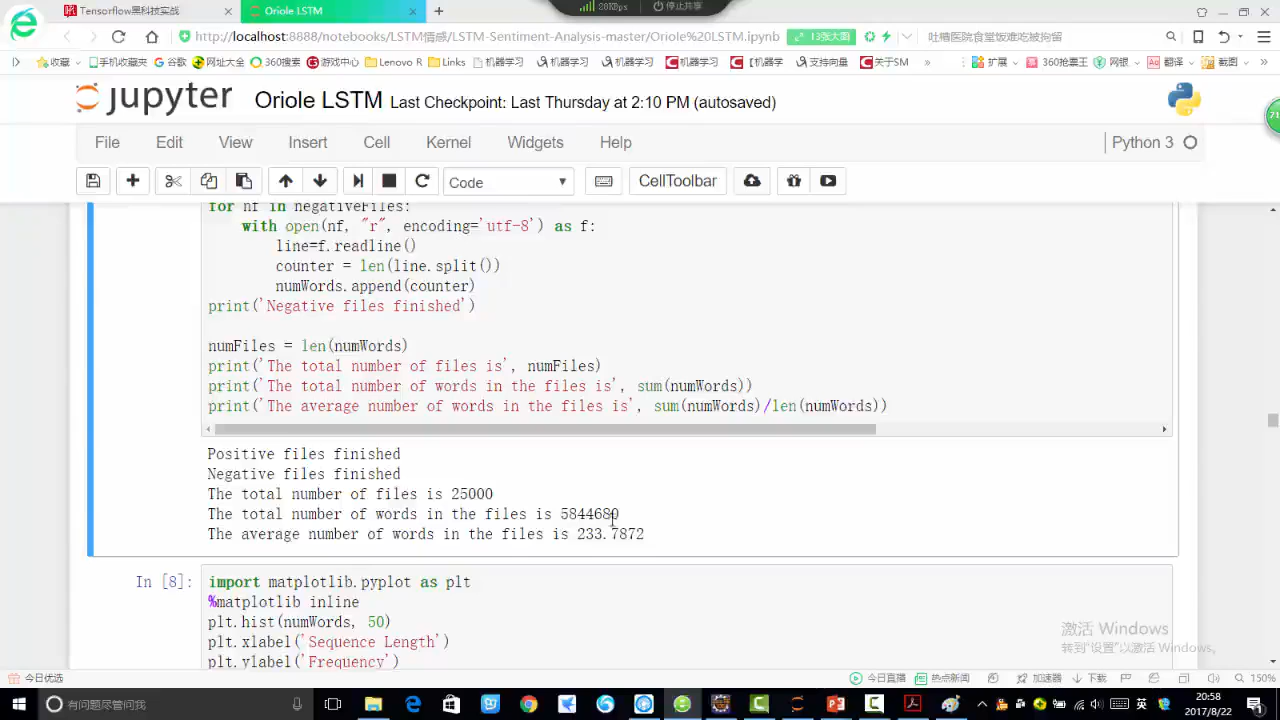 28KB/s 停止共享
Tensorflow黑科技实战 × Oriole LSTM × +
http://localhost:8888/notebooks/LSTM情感/LSTM-Sentiment-Analysis-master/Oriole%20LSTM.ipynb 13张大图 吐糟医院食堂饭难吃被拘留
收藏 手机收藏夹 谷歌 网址大全 360搜索 游戏中心 Lenovo R Links 机器学习 机器学习 机器学习 机器学习 【机器学 支持向量 关于SM » 扩展 360抢票王 网银 翻译 截图 »
jupyter Oriole LSTM Last Checkpoint: Last Thursday at 2:10 PM (autosaved)
71
File Edit View Insert Cell Kernel Widgets Help Python 3
Code CellToolbar
for nf in negativeFiles:
with open(nf, "r", encoding='utf-8') as f:
line=f.readline()
counter = len(line.split())
numWords.append(counter)
print('Negative files finished')
numFiles = len(numWords)
print('The total number of files is', numFiles)
print('The total number of words in the files is', sum(numWords))
print('The average number of words in the files is', sum(numWords)/len(numWords))
Positive files finished
Negative files finished
The total number of files is 25000
The total number of words in the files is 5844680
The average number of words in the files is 233.7872
In [8]:
import matplotlib.pyplot as plt
%matplotlib inline
plt.hist(numWords, 50)
plt.xlabel('Sequence Length')
plt.ylabel('Frequency')
激活 Windows
转到"设置"以激活 Windows。
今日优选 今日直播 热点新闻 加速器 下载 150%
有问题尽管问我 英 20:58
2017/8/22